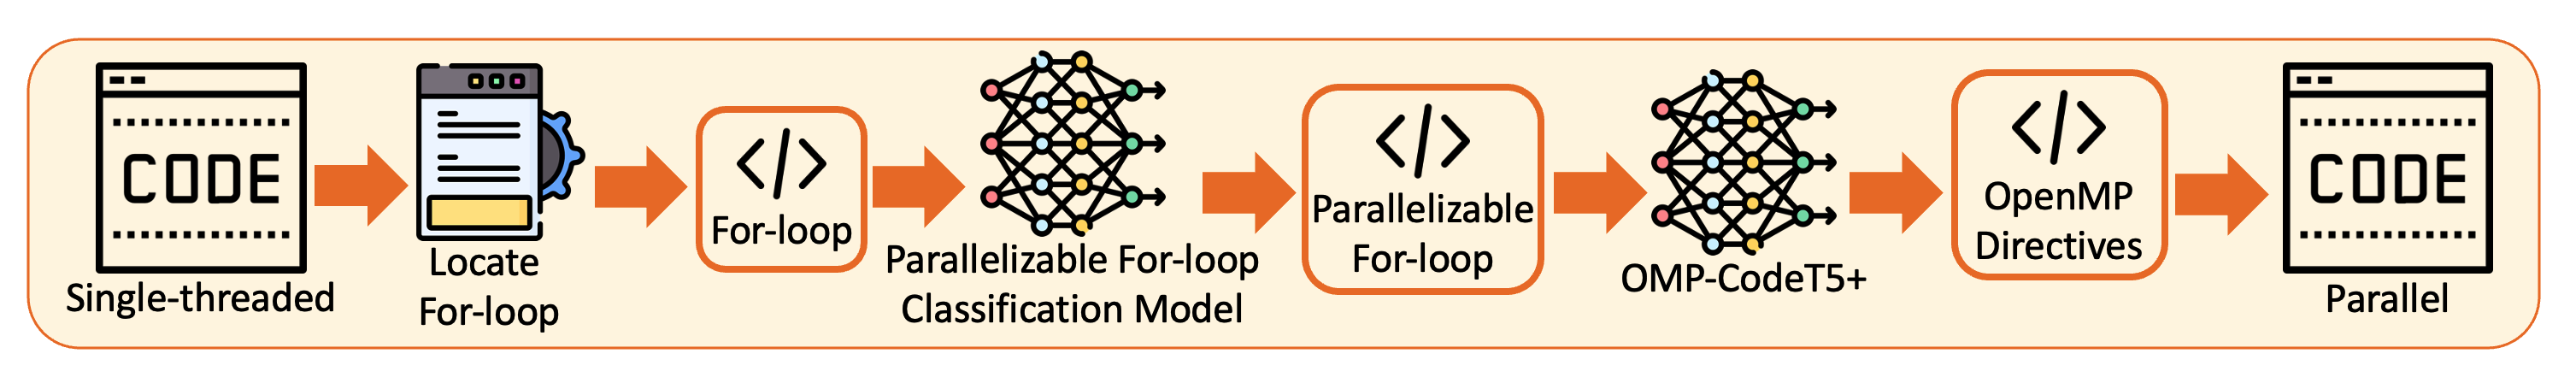 CODE
Single-threaded
Locate
For-loop
</>
For-loop
Parallelizable For-loop
Classification Model
</>
Parallelizable
For-loop
OMP-CodeT5+
</>
OpenMP
Directives
CODE
Parallel